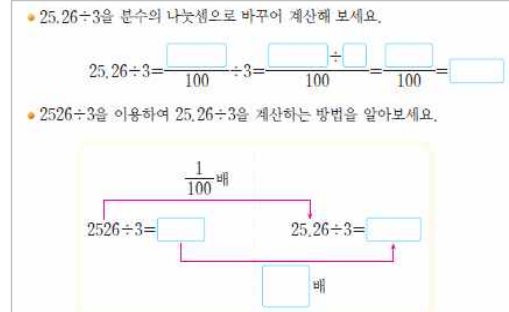 • 25.26÷3을 분수의 나눗셈으로 바꾸어 계산해 보세요.
25.26÷3=□/100÷3=□÷□/100=□/100=□
• 2526÷3을 이용하여 25.26÷3을 계산하는 방법을 알아보세요.
1/100배
2526÷3=□ 25.26÷3=□
□배